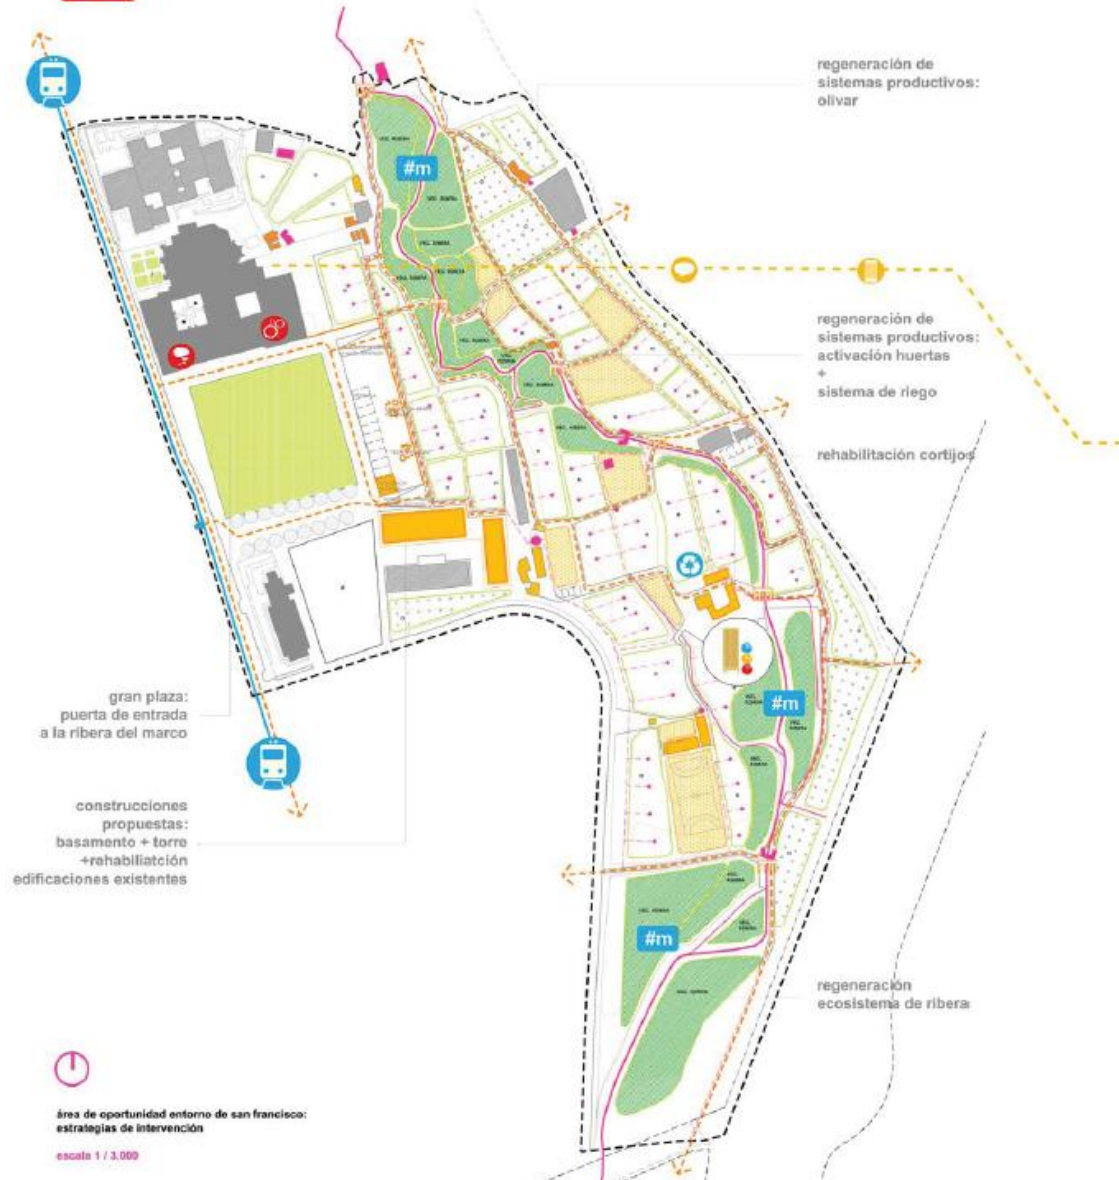 regeneración de
sistemas productivos:
olivar
#m
regeneración de
sistemas productivos:
activación huertas
+
sistema de riego
rehabilitación cortijos
gran plaza:
puerta de entrada
a la ribera del marco
#m
construcciones
propuestas:
basamento + torre
+rehabiliatción
edificaciones existentes
#m
regeneración
ecosistema de ribera
área de oportunidad entorno de san francisco:
estrategias de intervención
escala 1 / 3.000